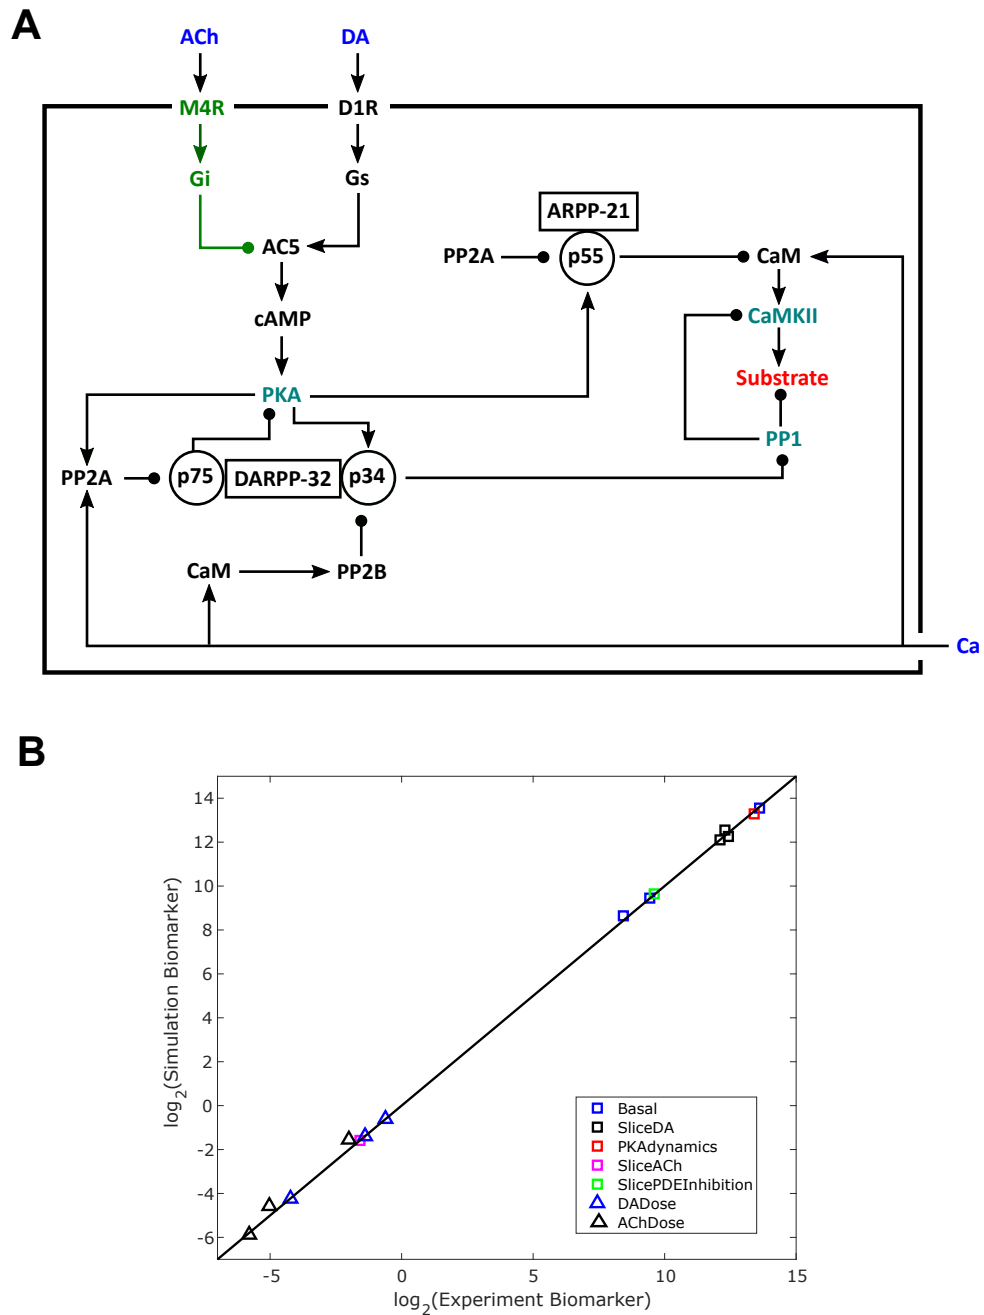 A
ACh DA
M4R D1R
Gi Gs
ARPP-21
AC5 PP2A p55 CaM
cAMP CaMKII
Substrate
PKA
PP1
PP2A p75 DARPP-32 p34
CaM PP2B
Ca
B
log2(Simulation Biomarker)
14
12
10
8
6
4
2
0
-2
-4
-6
Basal
SliceDA
PKAdynamics
SliceACh
SlicePDEInhibition
DADose
AChDose
-5 0 5 10 15
log2(Experiment Biomarker)